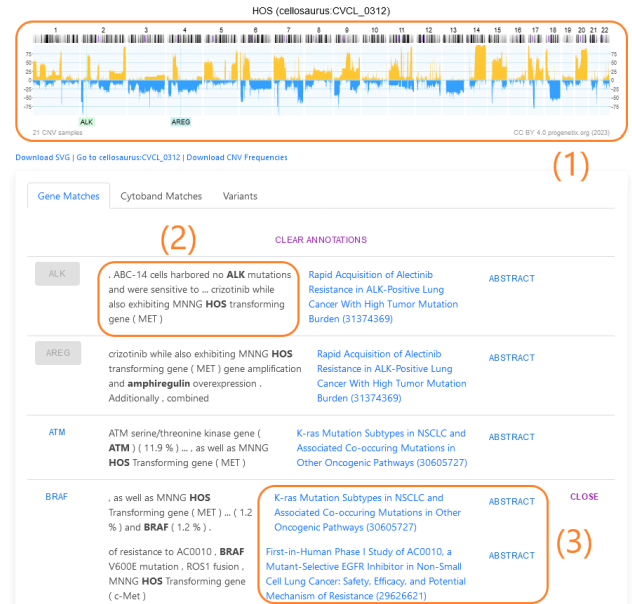 HOS (cellosaurus:CVCL_0312)
1 2 3 4 5 6 7 8 9 10 11 12 13 14 15 16 17 18 19 20 21 22
75 75
50 50
25 25
0 0
-25 -25
-50 -50
-75 -75
ALK AREG
21 CNV samples CC BY 4.0 progenetix.org (2023)
Download SVG | Go to cellosaurus:CVCL_0312 | Download CNV Frequencies
(1)
Gene Matches Cytoband Matches Variants
(2)
CLEAR ANNOTATIONS
ALK
. ABC-14 cells harbored no ALK mutations
and were sensitive to ... crizotinib while
also exhibiting MNNG HOS transforming
gene ( MET )
Rapid Acquisition of Alectinib
Resistance in ALK-Positive Lung
Cancer With High Tumor Mutation
Burden (31374369)
ABSTRACT
AREG
crizotinib while also exhibiting MNNG HOS
transforming gene ( MET ) gene amplification
and amphiregulin overexpression .
Additionally , combined
Rapid Acquisition of Alectinib
Resistance in ALK-Positive Lung
Cancer With High Tumor Mutation
Burden (31374369)
ABSTRACT
ATM
ATM serine/threonine kinase gene (
ATM ) ( 11.9 % ) ... , as well as MNNG
HOS Transforming gene ( MET )
K-ras Mutation Subtypes in NSCLC and
Associated Co-occuring Mutations in
Other Oncogenic Pathways (30605727)
ABSTRACT
BRAF
, as well as MNNG HOS
Transforming gene ( MET ) ... ( 1.2
% ) and BRAF ( 1.2 % ) .
K-ras Mutation Subtypes in NSCLC and
Associated Co-occuring Mutations in Other
Oncogenic Pathways (30605727)
ABSTRACT
CLOSE
of resistance to AC0010 , BRAF
V600E mutation , ROS1 fusion ,
MNNG HOS Transforming gene
( c-Met )
First-in-Human Phase I Study of AC0010, a
Mutant-Selective EGFR Inhibitor in Non-Small
Cell Lung Cancer: Safety, Efficacy, and Potential
Mechanism of Resistance (29626621)
ABSTRACT
(3)